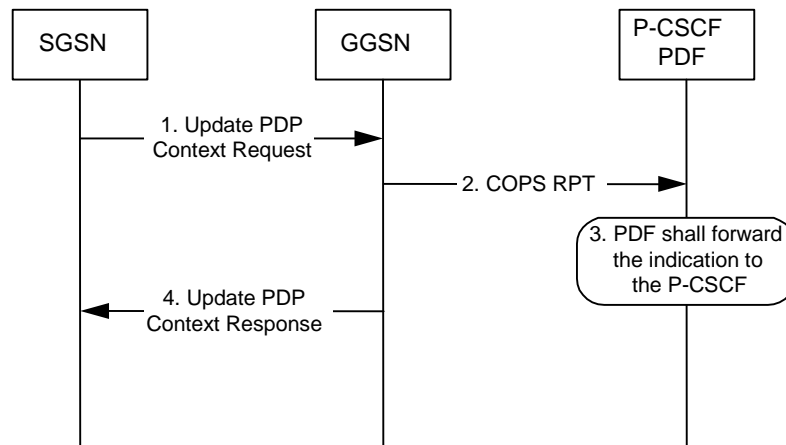 SGSN
GGSN
P-CSCF
PDF
1. Update PDP
Context Request
2. COPS RPT
3. PDF shall forward
the indication to
the P-CSCF
4. Update PDP
Context Response